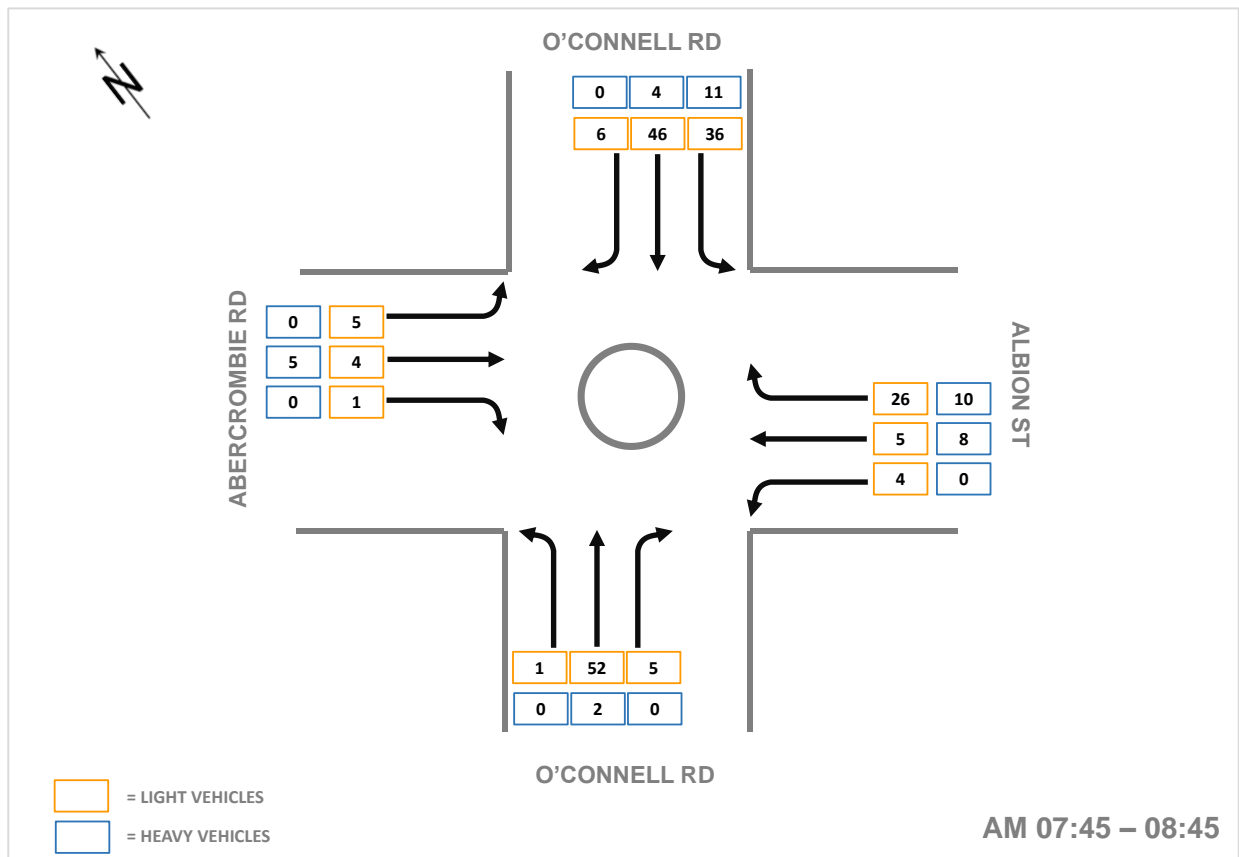 O'CONNELL RD
N
0 4 11
6 46 36
ABERCROMBIE RD
0 5
5 4
0 1
ALBION ST
26 10
5 8
4 0
1 52 5
0 2 0
O'CONNELL RD
= LIGHT VEHICLES
= HEAVY VEHICLES
AM 07:45 – 08:45